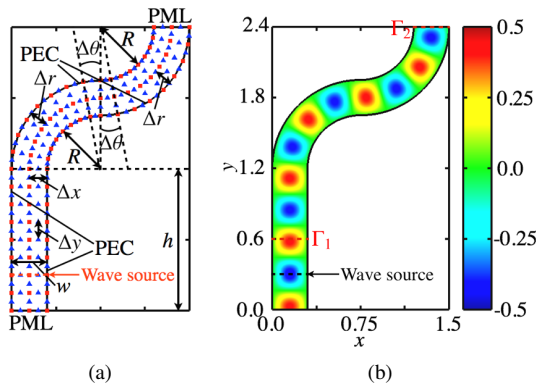 PML
R
Δθ
PEC
Δr
Δr
R
Δθ
Δx
Δy
PEC
h
Wave source
w
PML
(a)
2.4
Γ2
1.8
y
1.2
0.6
Γ1
Wave source
0.0
0.0
0.75
1.5
x
0.5
0.25
0.0
-0.25
-0.5
(b)